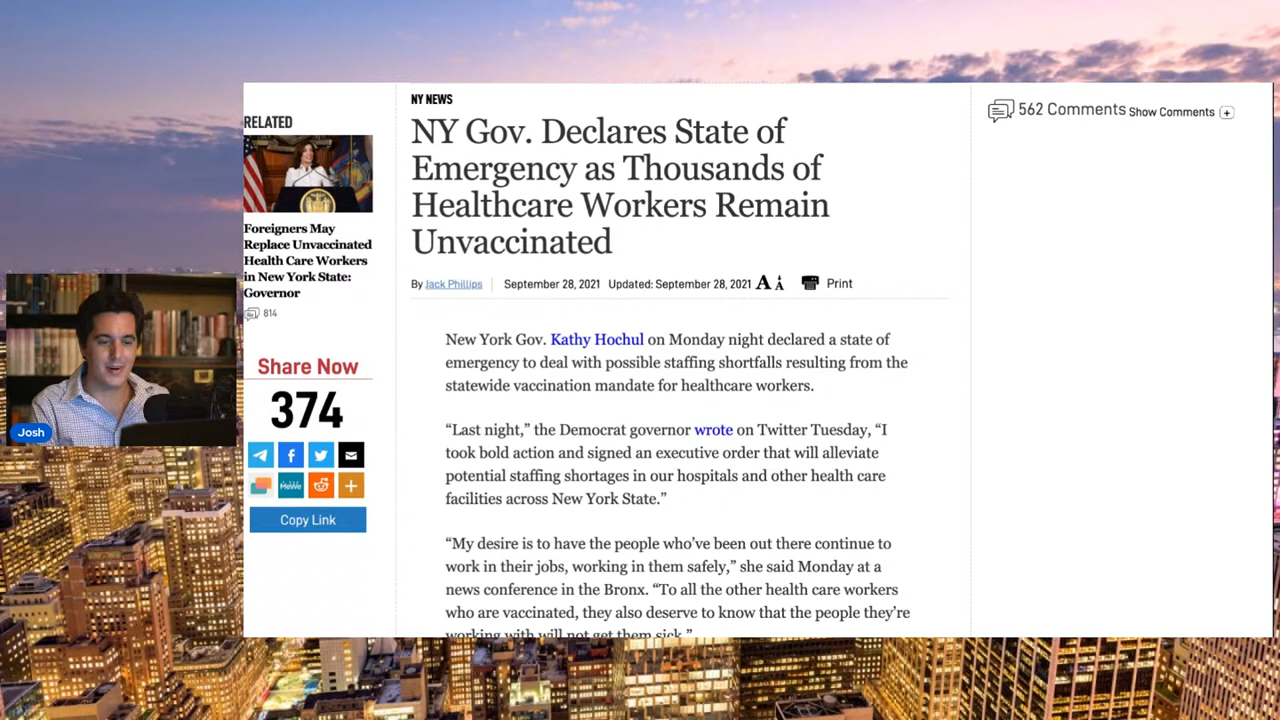 RELATED
Foreigners May
Replace Unvaccinated
Health Care Workers
in New York State:
Governor
814
Share Now
374
MeWe
Copy Link
Josh
NY NEWS
NY Gov. Declares State of
Emergency as Thousands of
Healthcare Workers Remain
Unvaccinated
By Jack Phillips September 28, 2021 Updated: September 28, 2021 A A Print
New York Gov. Kathy Hochul on Monday night declared a state of
emergency to deal with possible staffing shortfalls resulting from the
statewide vaccination mandate for healthcare workers.
“Last night,” the Democrat governor wrote on Twitter Tuesday, “I
took bold action and signed an executive order that will alleviate
potential staffing shortages in our hospitals and other health care
facilities across New York State.”
“My desire is to have the people who’ve been out there continue to
work in their jobs, working in them safely,” she said Monday at a
news conference in the Bronx. “To all the other health care workers
who are vaccinated, they also deserve to know that the people they’re
working with will not get them sick.”
562 Comments Show Comments +